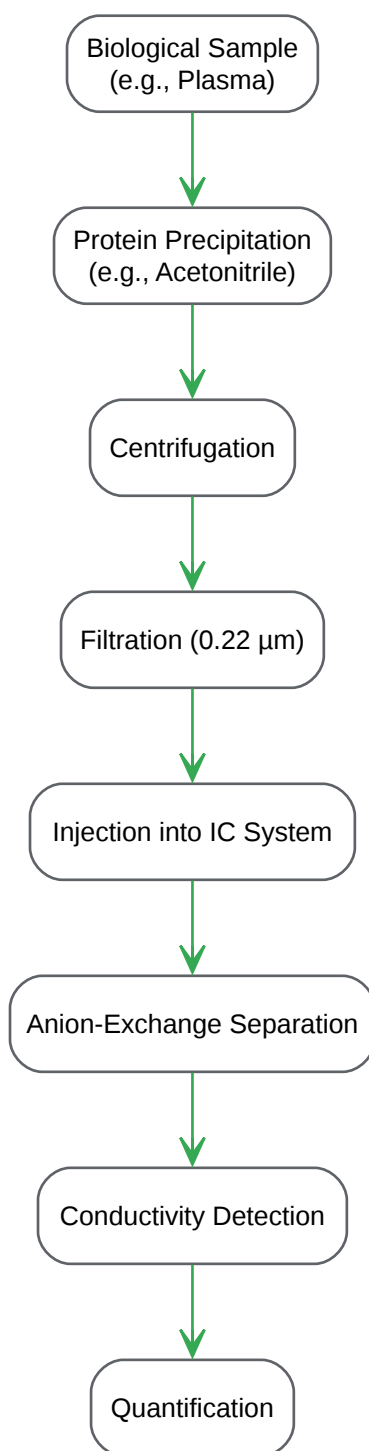 Biological Sample
(e.g., Plasma)
Protein Precipitation
(e.g., Acetonitrile)
Centrifugation
Filtration (0.22 µm)
Injection into IC System
Anion-Exchange Separation
Conductivity Detection
Quantification